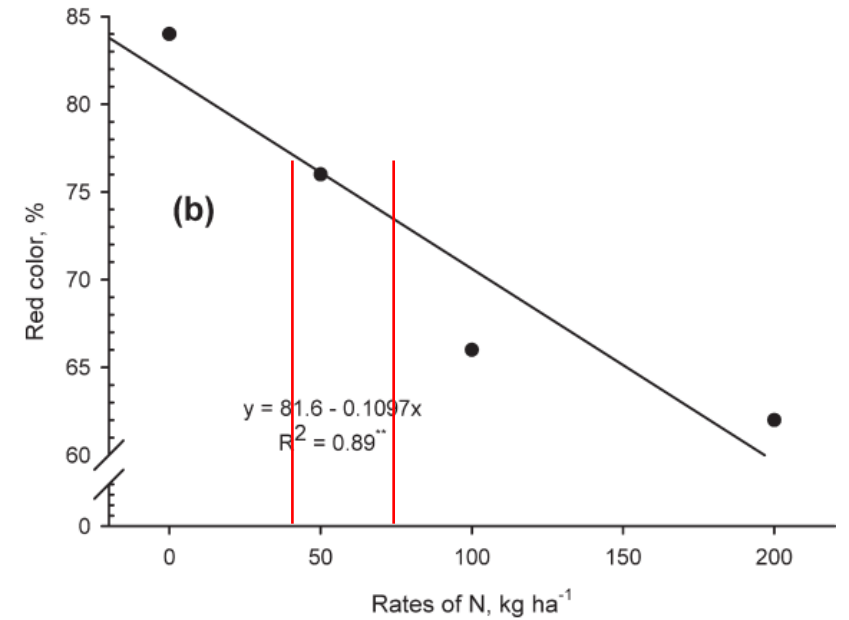 85
80
75
70
65
60
0
Red color, %
(b)
y = 81.6 - 0.1097x
R² = 0.89**
0 50 100 150 200
Rates of N, kg ha⁻¹